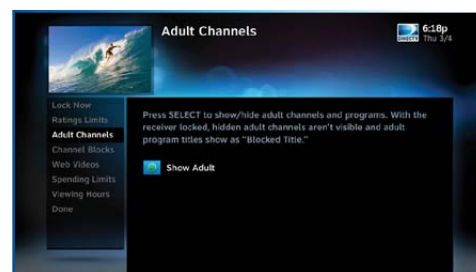 Adult Channels
6:18p
DIRECTV Thu 3/4
Lock Now
Ratings Limits
Adult Channels
Channel Blocks
Web Videos
Spending Limits
Viewing Hours
Done
Press SELECT to show/hide adult channels and programs. With the
receiver locked, hidden adult channels aren't visible and adult
program titles show as "Blocked Title."
Show Adult